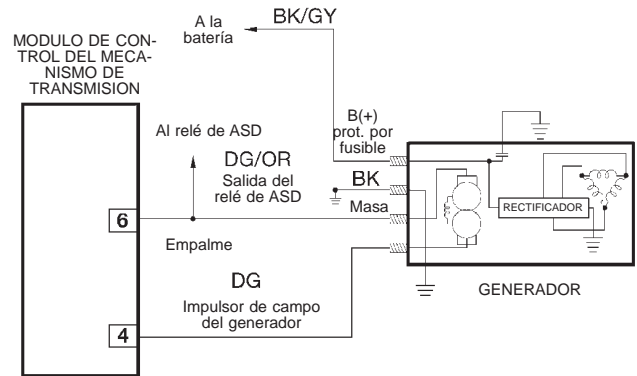 A la
batería
BK/GY
MODULO DE CON-
TROL DEL MECA-
NISMO DE
TRANSMISION
Al relé de ASD
B(+)
prot. por
fusible
DG/OR
Salida del
relé de ASD
BK
Masa
RECTIFICADOR
6
Empalme
DG
Impulsor de campo
del generador
GENERADOR
4